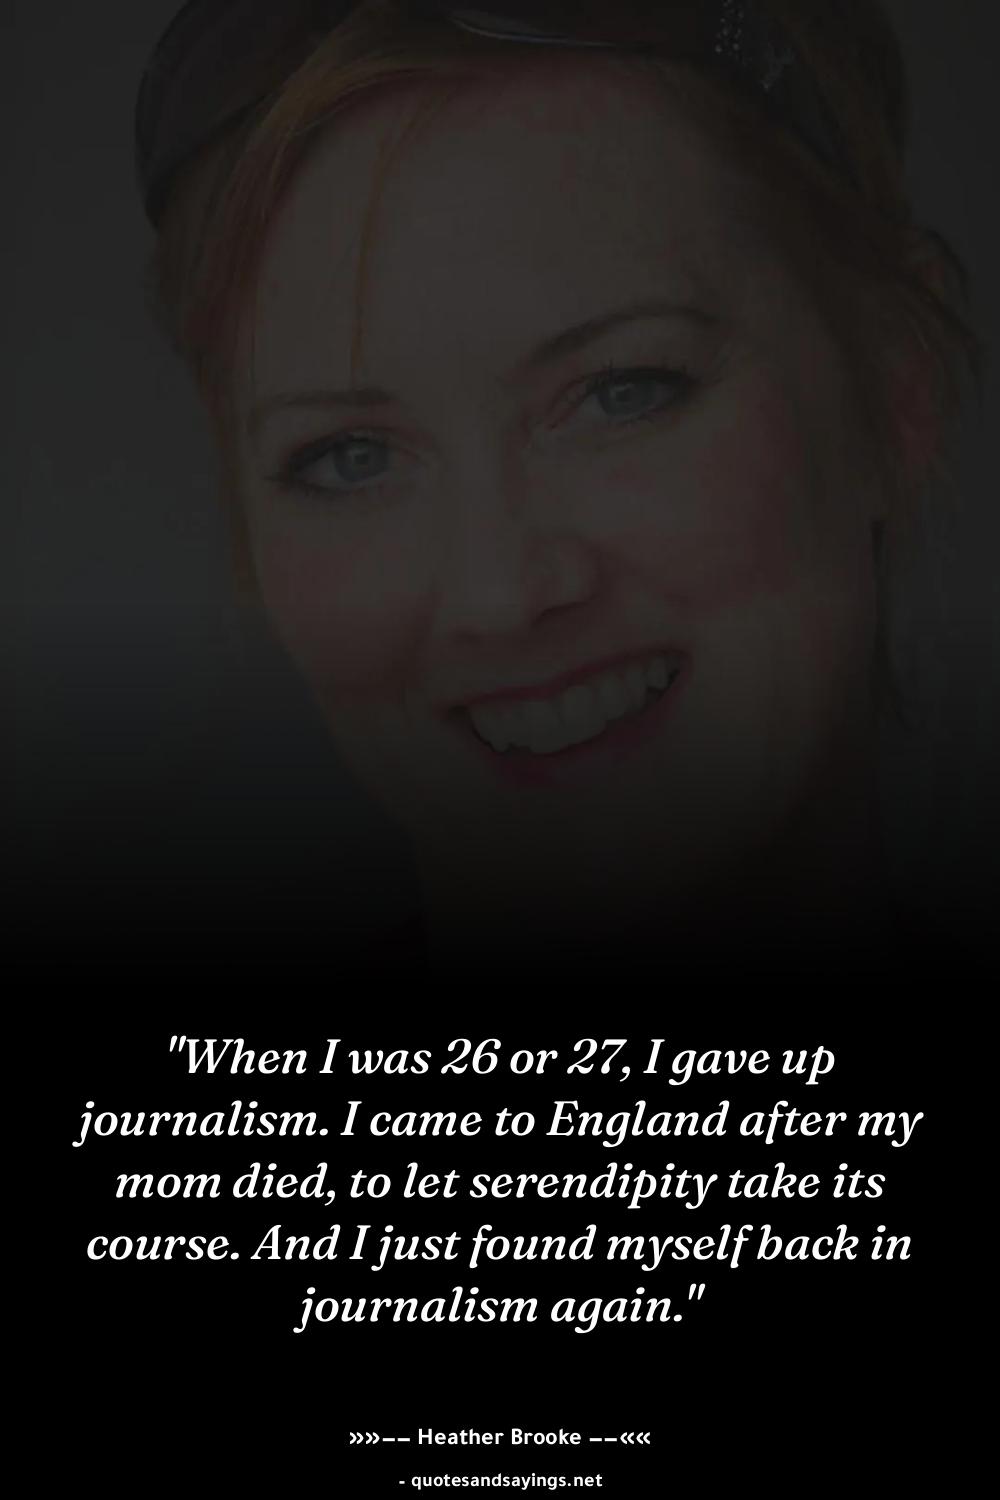 "When I was 26 or 27, I gave up
journalism. I came to England after my
mom died, to let serendipity take its
course. And I just found myself back in
journalism again."
»»–– Heather Brooke ––««
- quotesandsayings.net